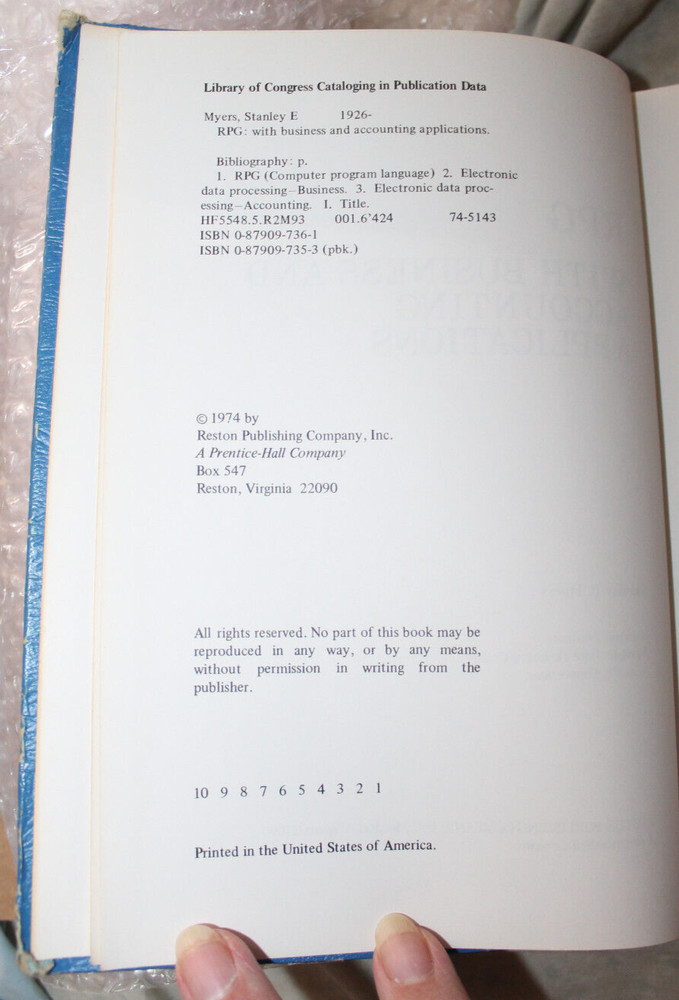 Library of Congress Cataloging in Publication Data
Myers, Stanley E 1926-
RPG: with business and accounting applications.
Bibliography: p.
1. RPG (Computer program language) 2. Electronic
data processing—Business. 3. Electronic data proc-
essing—Accounting. I. Title.
HF5548.5.R2M93 001.6'424 74-5143
ISBN 0-87909-736-1
ISBN 0-87909-735-3 (pbk.)
© 1974 by
Reston Publishing Company, Inc.
A Prentice-Hall Company
Box 547
Reston, Virginia 22090
All rights reserved. No part of this book may be
reproduced in any way, or by any means,
without permission in writing from the
publisher.
10 9 8 7 6 5 4 3 2 1
Printed in the United States of America.